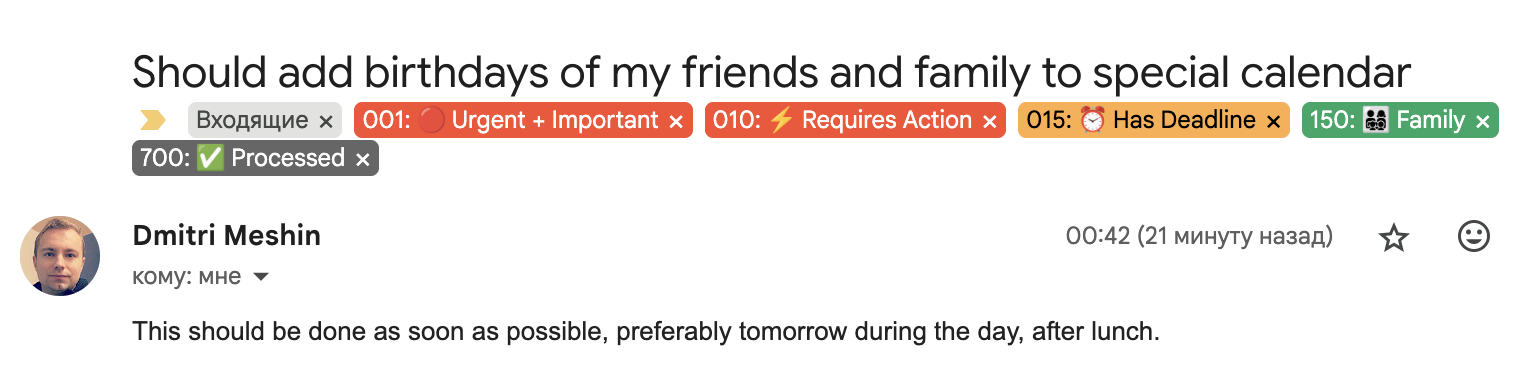 Should add birthdays of my friends and family to special calendar
Входящие × 001: 🔴 Urgent + Important × 010: ⚡ Requires Action × 015: ⏰ Has Deadline × 150: 👨‍👩‍👧‍👦 Family ×
700: ✅ Processed ×
Dmitri Meshin 00:42 (21 минуту назад)
кому: мне
This should be done as soon as possible, preferably tomorrow during the day, after lunch.